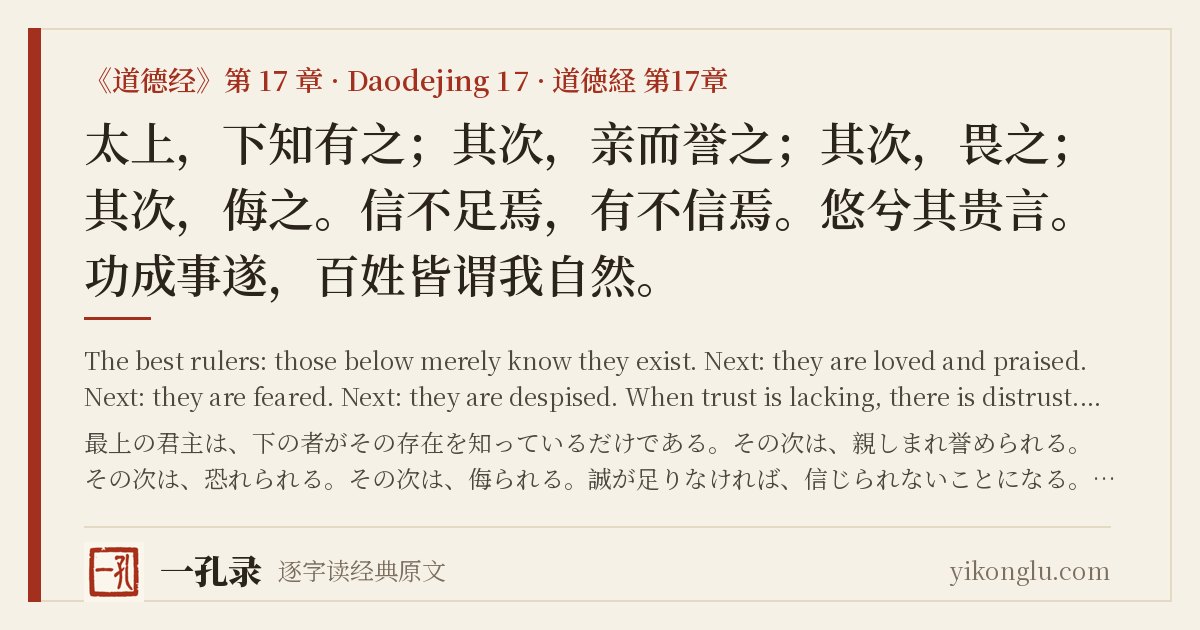 《道德经》第 17 章 · Daodejing 17 · 道徳経 第17章
太上，下知有之；其次，亲而誉之；其次，畏之；
其次，侮之。信不足焉，有不信焉。悠兮其贵言。
功成事遂，百姓皆谓我自然。
The best rulers: those below merely know they exist. Next: they are loved and praised.
Next: they are feared. Next: they are despised. When trust is lacking, there is distrust....
最上の君主は、下の者がその存在を知っているだけである。その次は、親しまれ誉められる。
その次は、恐れられる。その次は、侮られる。誠が足りなければ、信じられないことになる。…
一孔
一孔录 逐字读经典原文
yikonglu.com